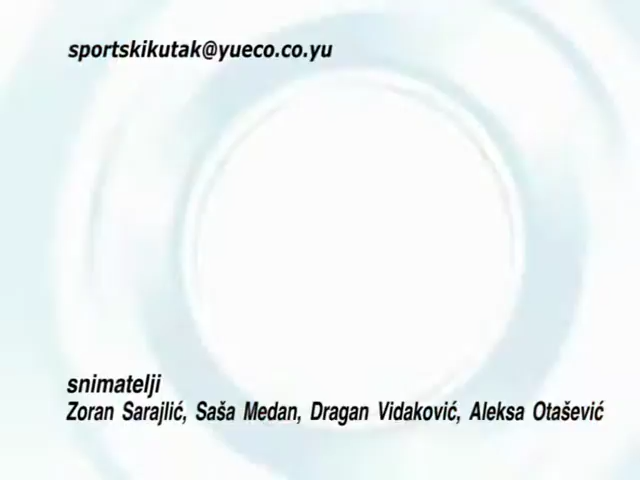 sportskikutak@yueco.co.yu
snimatelji
Zoran Sarajlić, Saša Medan, Dragan Vidaković, Aleksa Otašević